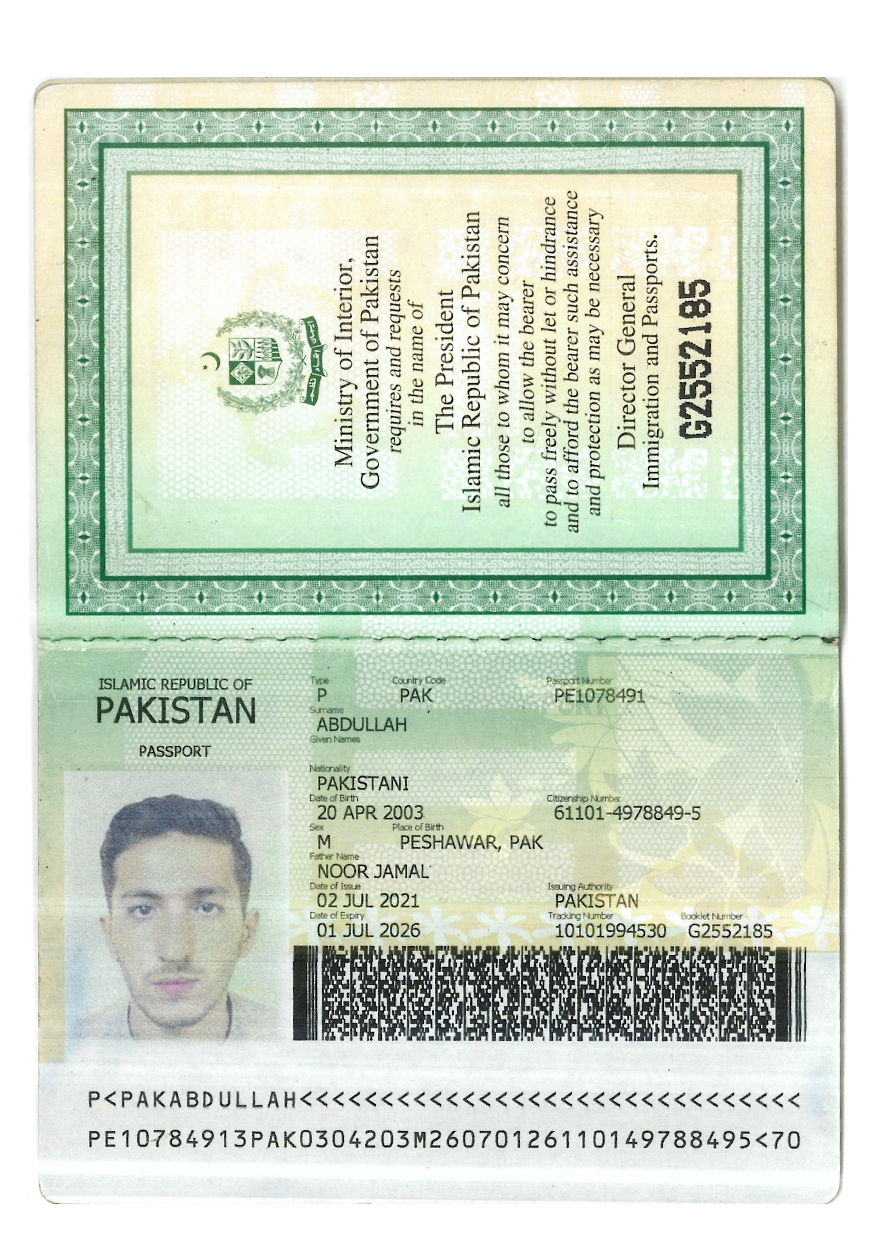 Ministry of Interior,
Government of Pakistan
requires and requests
in the name of
The President
Islamic Republic of Pakistan
all those to whom it may concern
to allow the bearer
to pass freely without let or hindrance
and to afford the bearer such assistance
and protection as may be necessary
Director General
Immigration and Passports.
G2552185
ISLAMIC REPUBLIC OF
PAKISTAN
PASSPORT
Type Country Code Passport Number
P PAK PE1078491
Surname
ABDULLAH
Given Names
Nationality
PAKISTANI
Date of Birth Citizenship Number
20 APR 2003 61101-4978849-5
Sex Place of Birth
M PESHAWAR, PAK
Father Name
NOOR JAMAL
Date of Issue Issuing Authority
02 JUL 2021 PAKISTAN
Date of Expiry Tracking Number Booklet Number
01 JUL 2026 10101994530 G2552185
P<PAKABDULLAH<<<<<<<<<<<<<<<<<<<<<<<<<<<<<<<
PE10784913PAK0304203M26070126110149788495<70